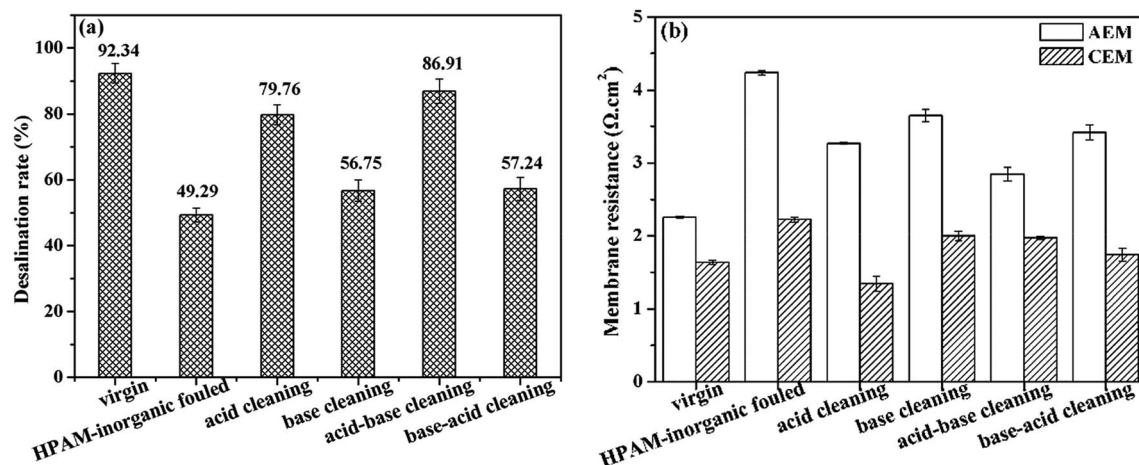 (a)
Desalination rate (%)
100
80
60
40
20
0
92.34
49.29
79.76
56.75
86.91
57.24
virgin
HPAM-inorganic fouled
acid cleaning
base cleaning
acid-base cleaning
base-acid cleaning
(b)
AEM
CEM
Membrane resistance (Ω.cm²)
5
4
3
2
1
0
virgin
HPAM-inorganic fouled
acid cleaning
base cleaning
acid-base cleaning
base-acid cleaning